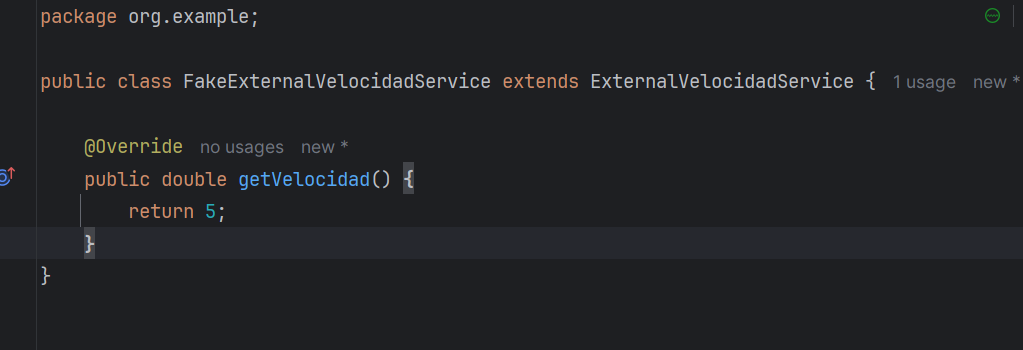 package org.example;
public class FakeExternalVelocidadService extends ExternalVelocidadService { 1 usage new *
@Override no usages new *
public double getVelocidad() {
return 5;
}
}